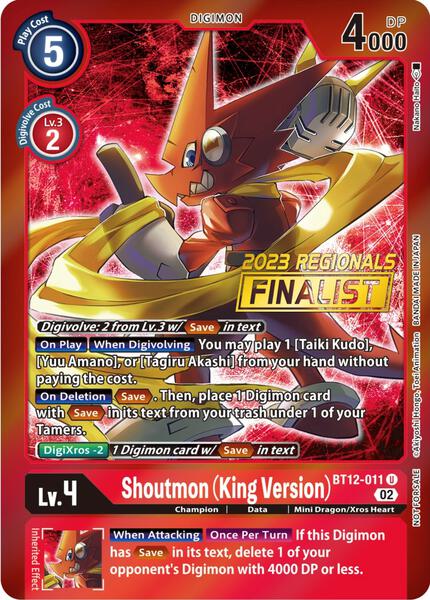 DIGIMON
Play Cost
5
DP
4000
Digivolve Cost
Lv.3
2
Nakano Haito
2023 REGIONALS
FINALIST
Digivolve: 2 from Lv.3 w/ Save in text
On Play When Digivolving You may play 1 [Taiki Kudo],
[Yuu Amano], or [Tagiru Akashi] from your hand without
paying the cost.
On Deletion Save. Then, place 1 Digimon card
with Save in its text from your trash under 1 of your
Tamers.
DigiXros -2 1 Digimon card w/ Save in text
©Akiyoshi Hongo, Toei Animation BANDAI MADE IN JAPAN
NOT FOR SALE
Lv.4
Shoutmon (King Version)
BT12-011 U
02
Champion Data Mini Dragon/Xros Heart
Inherited Effect
When Attacking Once Per Turn If this Digimon
has Save in its text, delete 1 of your
opponent's Digimon with 4000 DP or less.